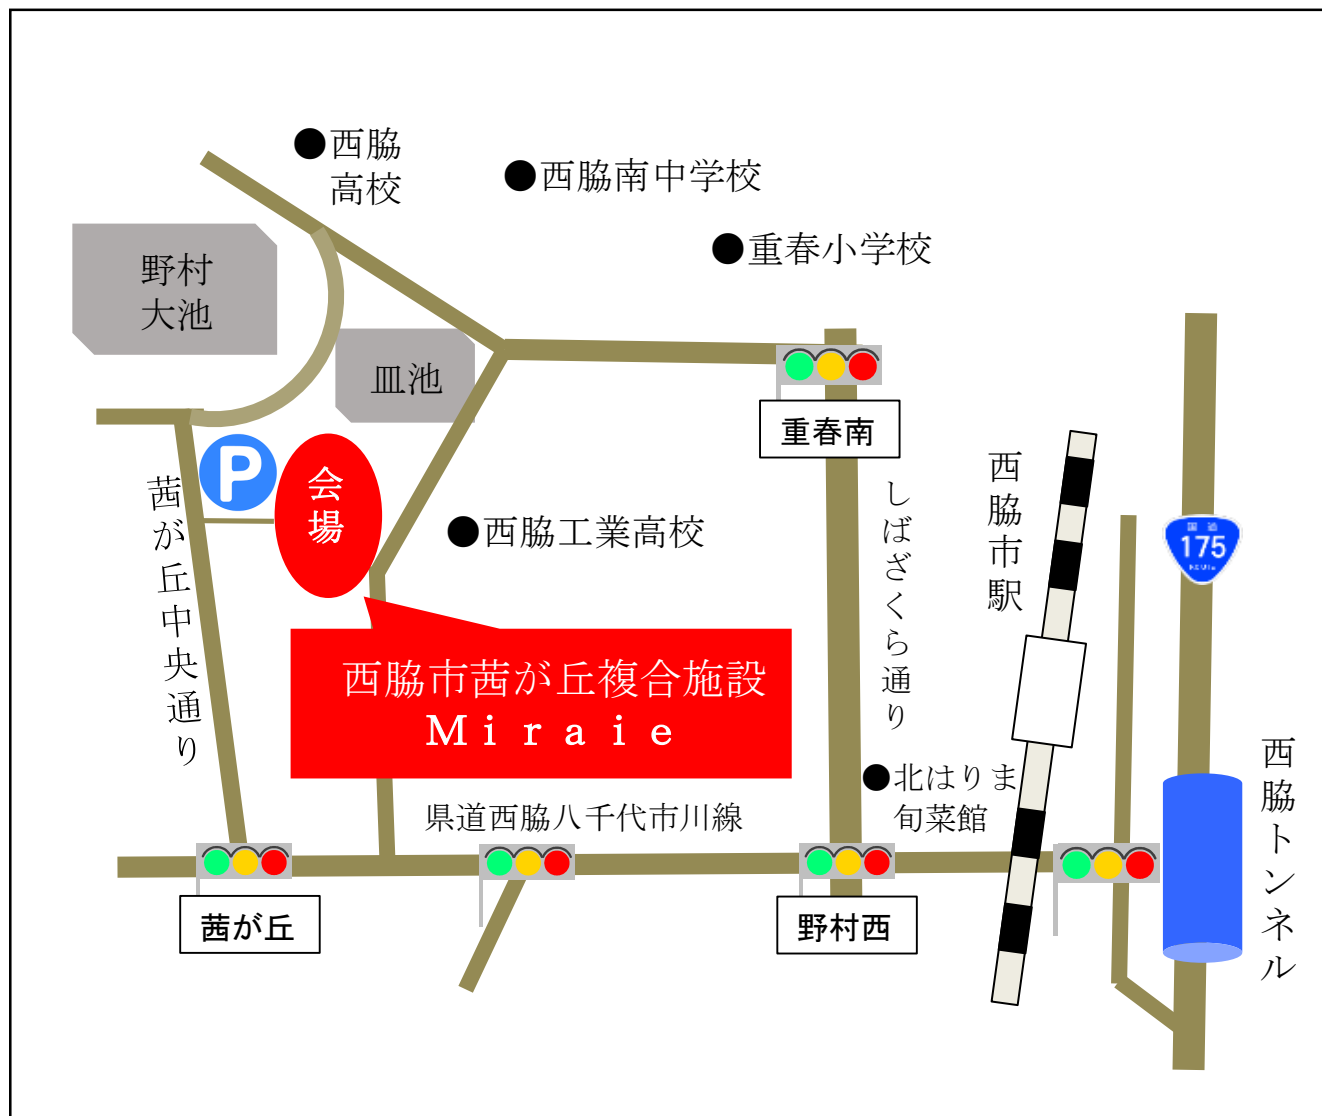 西脇
高校
西脇南中学校
重春小学校
野村
大池
皿池
重春南
P
会場
茜が丘中央通り
西脇工業高校
しばざくら通り
西脇市駅
国道
175
ROUTE
西脇市茜が丘複合施設
Miraie
北はりま
旬菜館
県道西脇八千代市川線
西脇トンネル
茜が丘
野村西